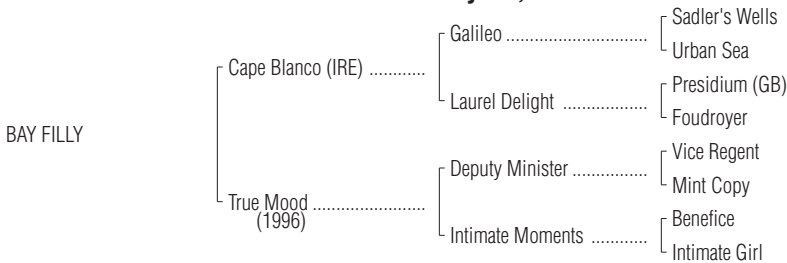 Sadler's Wells
Galileo ................................
Urban Sea
Cape Blanco (IRE) ............
Presidium (GB)
Laurel Delight ...................
Foudroyer
BAY FILLY
Vice Regent
Deputy Minister .................
Mint Copy
True Mood ........................
(1996)
Benefice
Intimate Moments ............
Intimate Girl